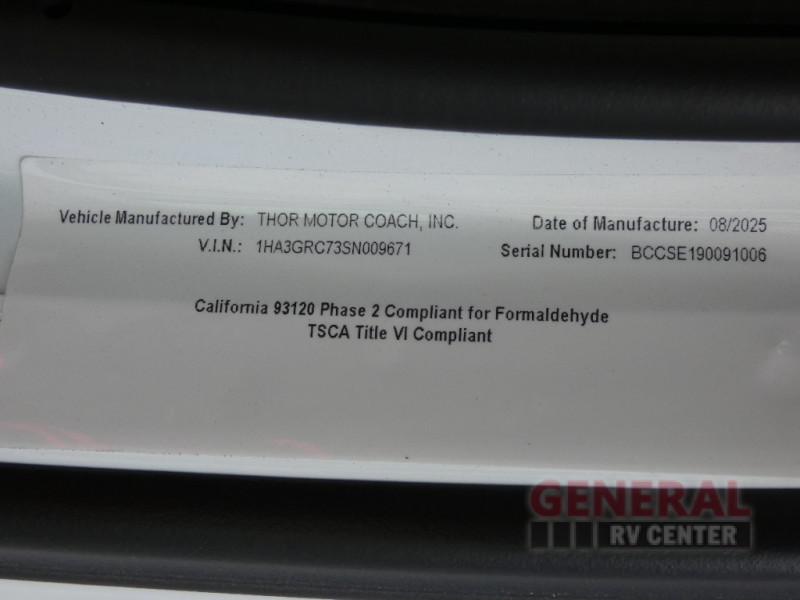 Vehicle Manufactured By: THOR MOTOR COACH, INC. Date of Manufacture: 08/2025
V.I.N.: 1HA3GRC73SN009671 Serial Number: BCCSE190091006
California 93120 Phase 2 Compliant for Formaldehyde
TSCA Title VI Compliant
GENERAL
RV CENTER